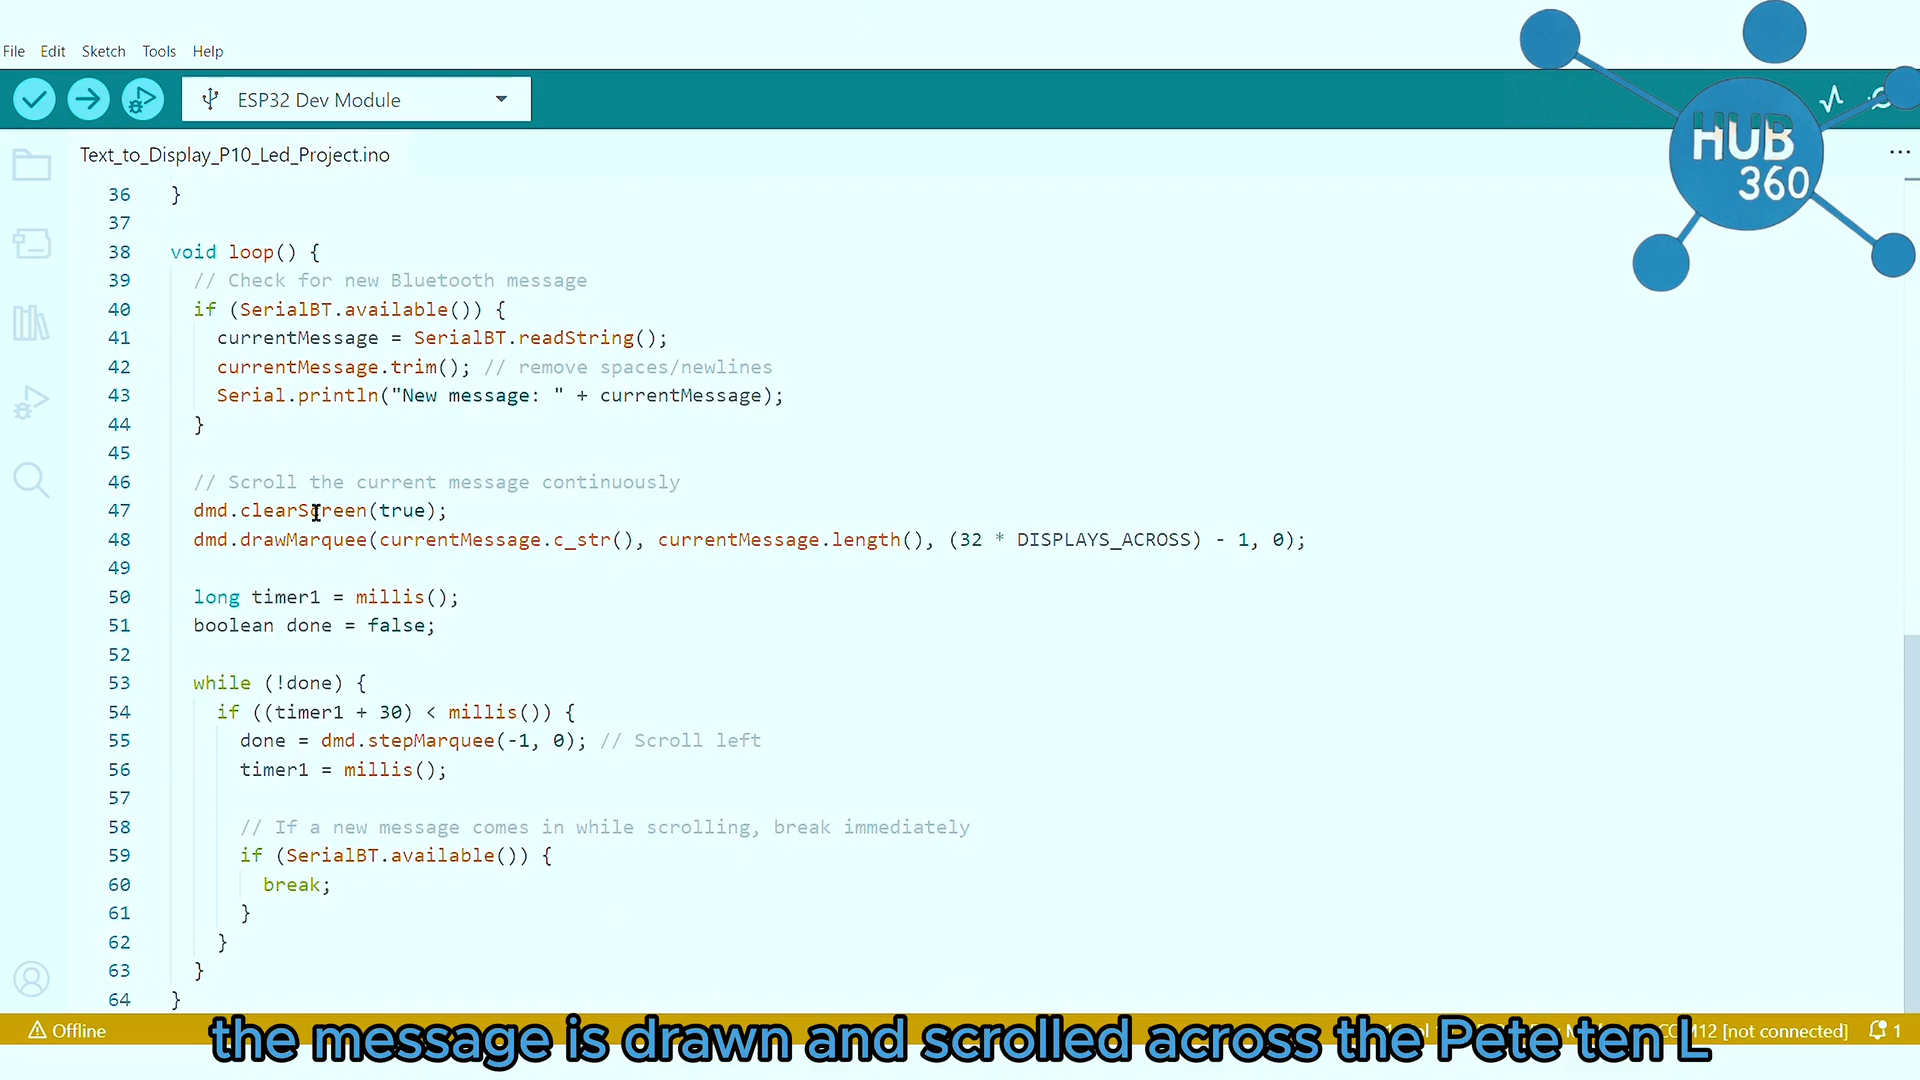 File Edit Sketch Tools Help
ESP32 Dev Module
HUB
360
Text_to_Display_P10_Led_Project.ino
36 }
37
38 void loop() {
39 // Check for new Bluetooth message
40 if (SerialBT.available()) {
41 currentMessage = SerialBT.readString();
42 currentMessage.trim(); // remove spaces/newlines
43 Serial.println("New message: " + currentMessage);
44 }
45
46 // Scroll the current message continuously
47 dmd.clearScreen(true);
48 dmd.drawMarquee(currentMessage.c_str(), currentMessage.length(), (32 * DISPLAYS_ACROSS) - 1, 0);
49
50 long timer1 = millis();
51 boolean done = false;
52
53 while (!done) {
54 if ((timer1 + 30) < millis()) {
55 done = dmd.stepMarquee(-1, 0); // Scroll left
56 timer1 = millis();
57
58 // If a new message comes in while scrolling, break immediately
59 if (SerialBT.available()) {
60 break;
61 }
62 }
63 }
64 }
Offline
[not connected] 1
the message is drawn and scrolled across the Pete ten L